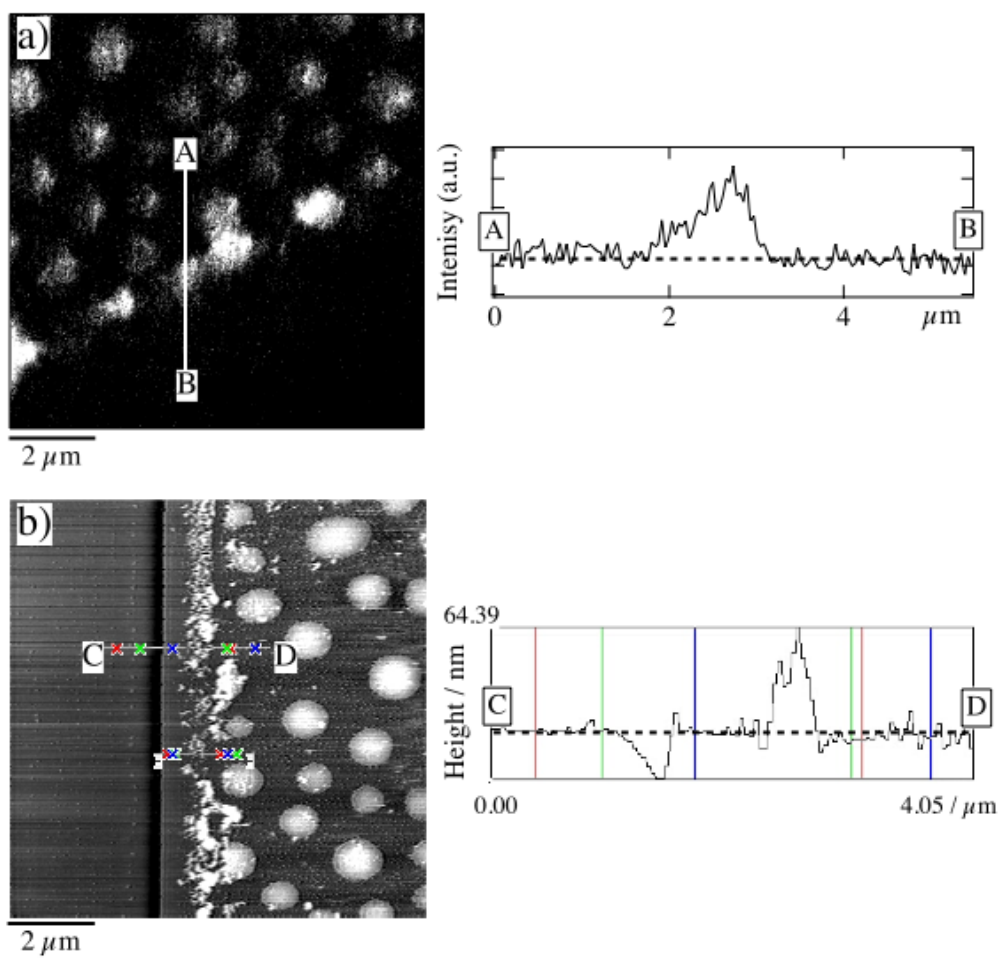 a)
A
B
2 µm
Intenisy (a.u.)
A
B
0
2
4
µm
b)
C
D
2 µm
64.39
Height / nm
C
D
0.00
4.05 / µm